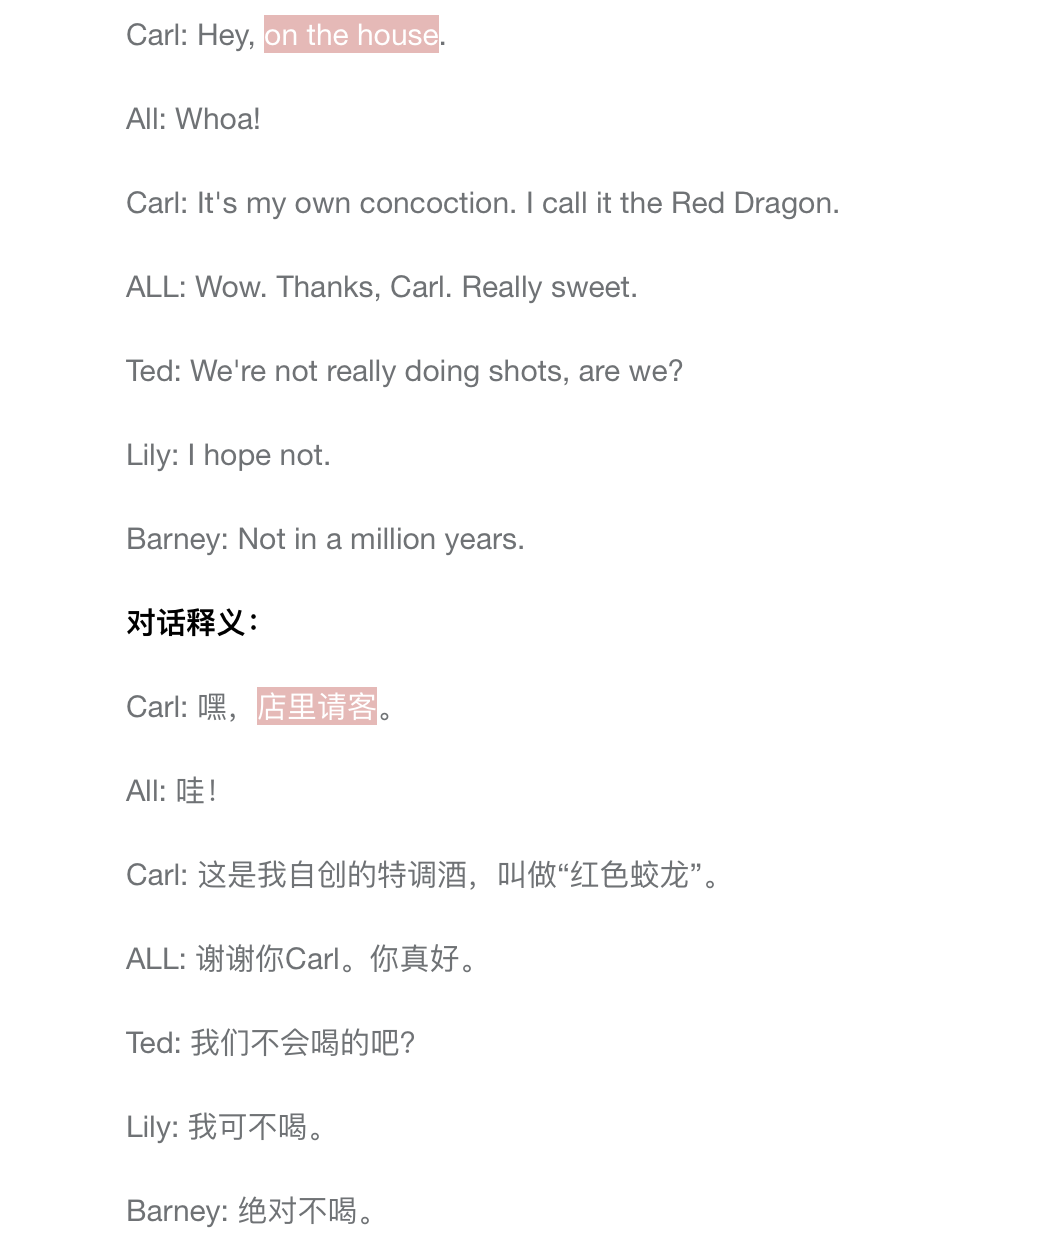 Carl: Hey, on the house.
All: Whoa!
Carl: It's my own concoction. I call it the Red Dragon.
ALL: Wow. Thanks, Carl. Really sweet.
Ted: We're not really doing shots, are we?
Lily: I hope not.
Barney: Not in a million years.
对话释义：
Carl: 嘿，店里请客。
All: 哇！
Carl: 这是我自创的特调酒，叫做“红色蛟龙”。
ALL: 谢谢你Carl。你真好。
Ted: 我们不会喝的吧？
Lily: 我可不喝。
Barney: 绝对不喝。